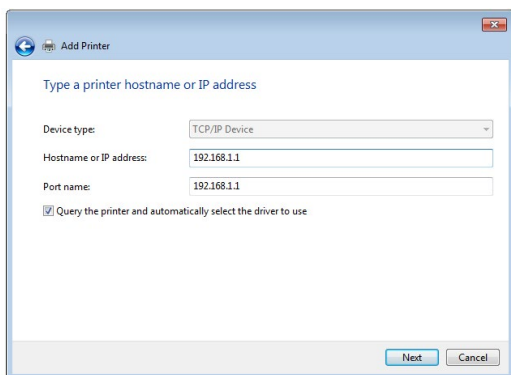 Add Printer
Type a printer hostname or IP address
Device type: TCP/IP Device
Hostname or IP address: 192.168.1.1
Port name: 192.168.1.1
Query the printer and automatically select the driver to use
Next Cancel